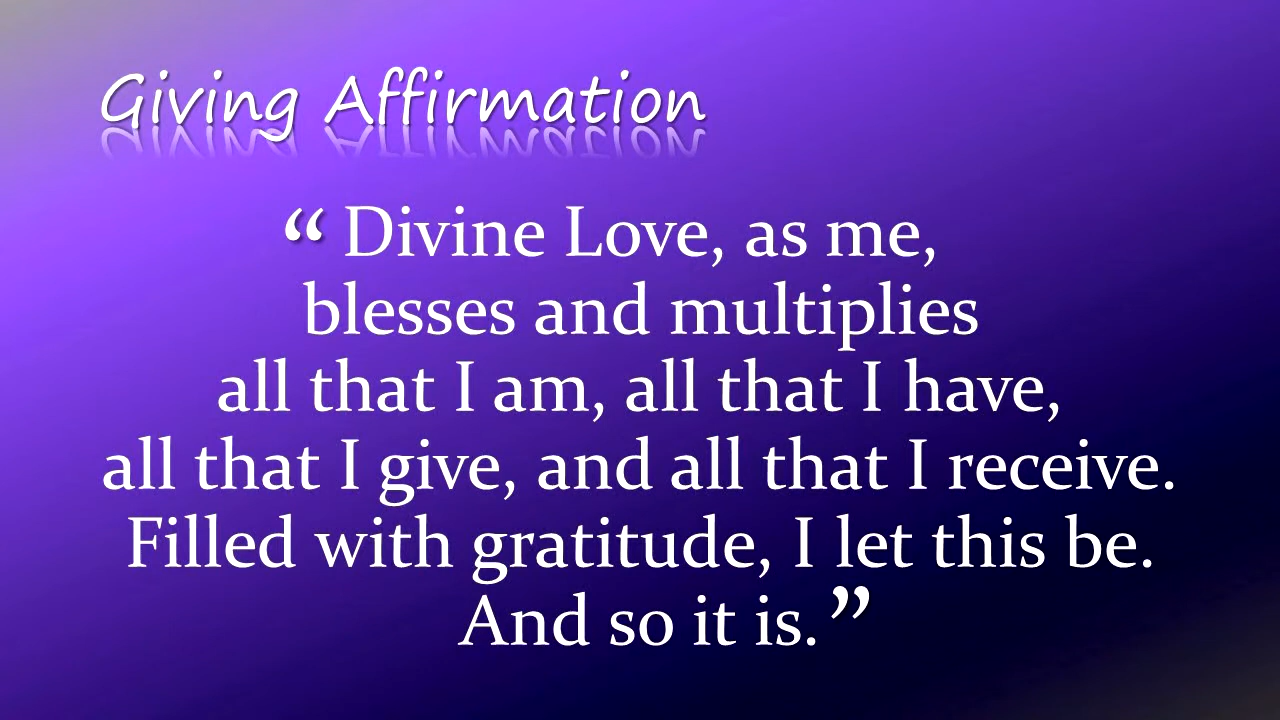 Giving Affirmation
“ Divine Love, as me,
blesses and multiplies
all that I am, all that I have,
all that I give, and all that I receive.
Filled with gratitude, I let this be.
And so it is. ”